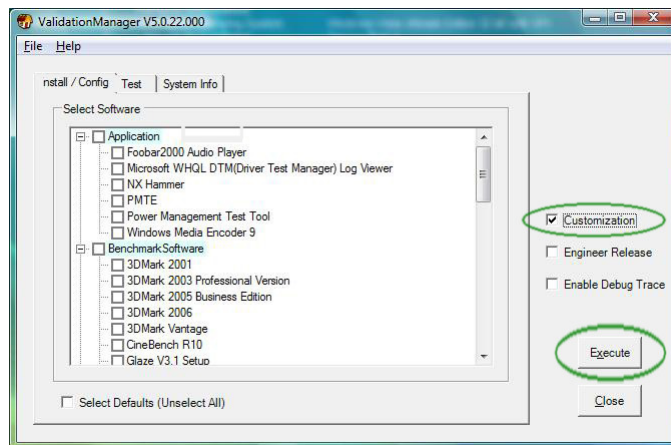 ValidationManager V5.0.22.000
File Help
nstall / Config Test System Info
Select Software
Application
Foobar2000 Audio Player
Microsoft WHQL DTM(Driver Test Manager) Log Viewer
NX Hammer
PMTE
Power Management Test Tool
Windows Media Encoder 9
BenchmarkSoftware
3DMark 2001
3DMark 2003 Professional Version
3DMark 2005 Business Edition
3DMark 2006
3DMark Vantage
CineBench R10
Glaze V3.1 Setup
Select Defaults (Unselect All)
Customization
Engineer Release
Enable Debug Trace
Execute
Close